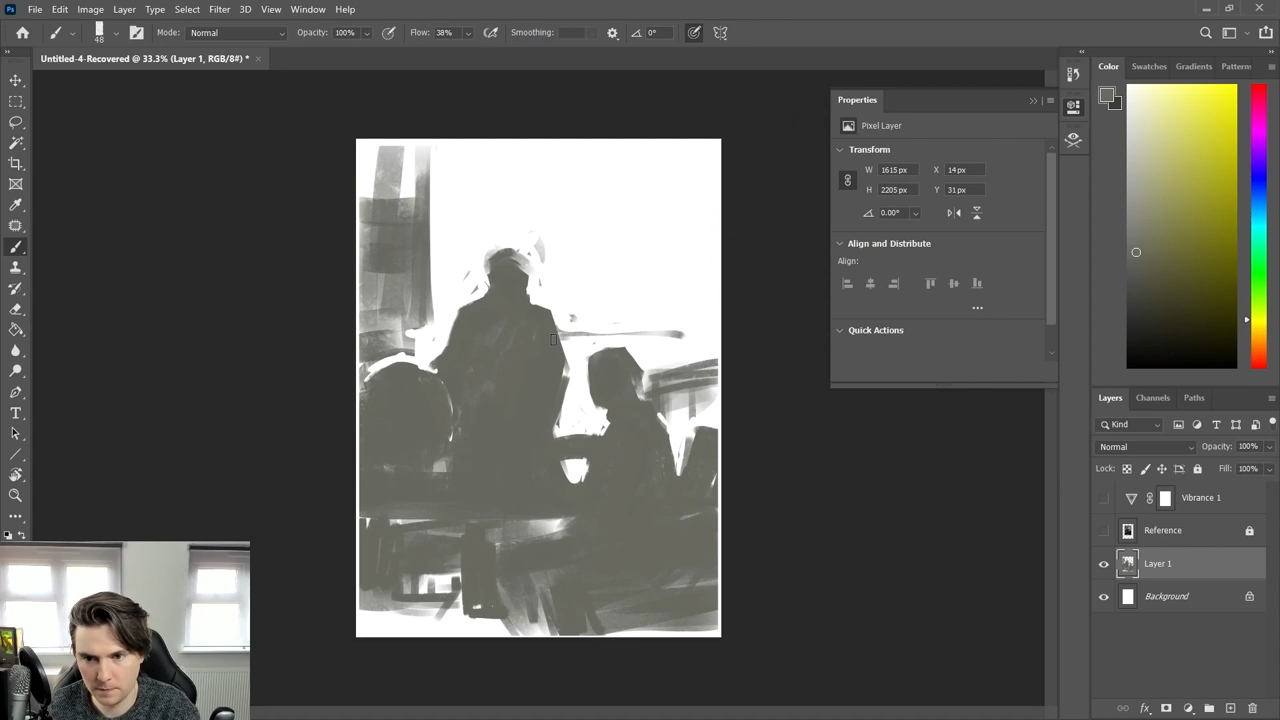 Ps File Edit Image Layer Type Select Filter 3D View Window Help
48 Mode: Normal Opacity: 100% Flow: 38% Smoothing: 0°
Untitled-4-Recovered @ 33.3% (Layer 1, RGB/8#) * ×
Color Swatches Gradients Patterns
Properties
Pixel Layer
Transform
W 1615 px X 14 px
H 2205 px Y 31 px
0.00°
Align and Distribute
Align:
Quick Actions
Layers Channels Paths
Kind
Normal Opacity: 100%
Lock: Fill: 100%
Vibrance 1
Reference
Layer 1
Background
fx